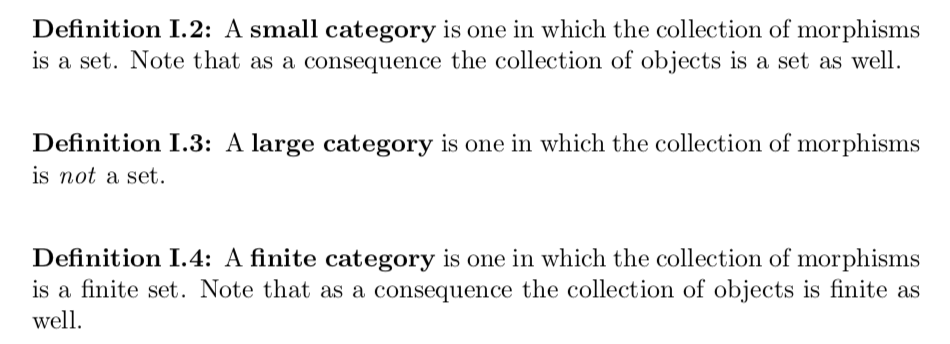 Definition I.2: A small category is one in which the collection of morphisms
is a set. Note that as a consequence the collection of objects is a set as well.
Definition I.3: A large category is one in which the collection of morphisms
is not a set.
Definition I.4: A finite category is one in which the collection of morphisms
is a finite set. Note that as a consequence the collection of objects is finite as
well.